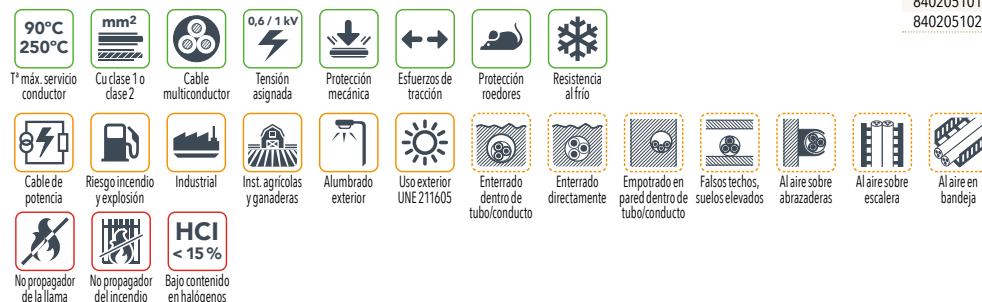 840205101
840205102
90°C
250°C
mm²
0,6 / 1 kV
Tª máx. servicio
conductor
Cu clase 1 o
clase 2
Cable
multiconductor
Tensión
asignada
Protección
mecánica
Esfuerzos de
tracción
Protección
roedores
Resistencia
al frío
Cable de
potencia
Riesgo incendio
y explosión
Industrial
Inst. agrícolas
y ganaderas
Alumbrado
exterior
Uso exterior
UNE 211605
Enterrado
dentro de
tubo/conducto
Enterrado
directamente
Empotrado en
pared dentro de
tubo/conducto
Falsos techos,
suelos elevados
Al aire sobre
abrazaderas
Al aire sobre
escalera
Al aire en
bandeja
HCI
< 15 %
No propagador
de la llama
No propagador
del incendio
Bajo contenido
en halógenos